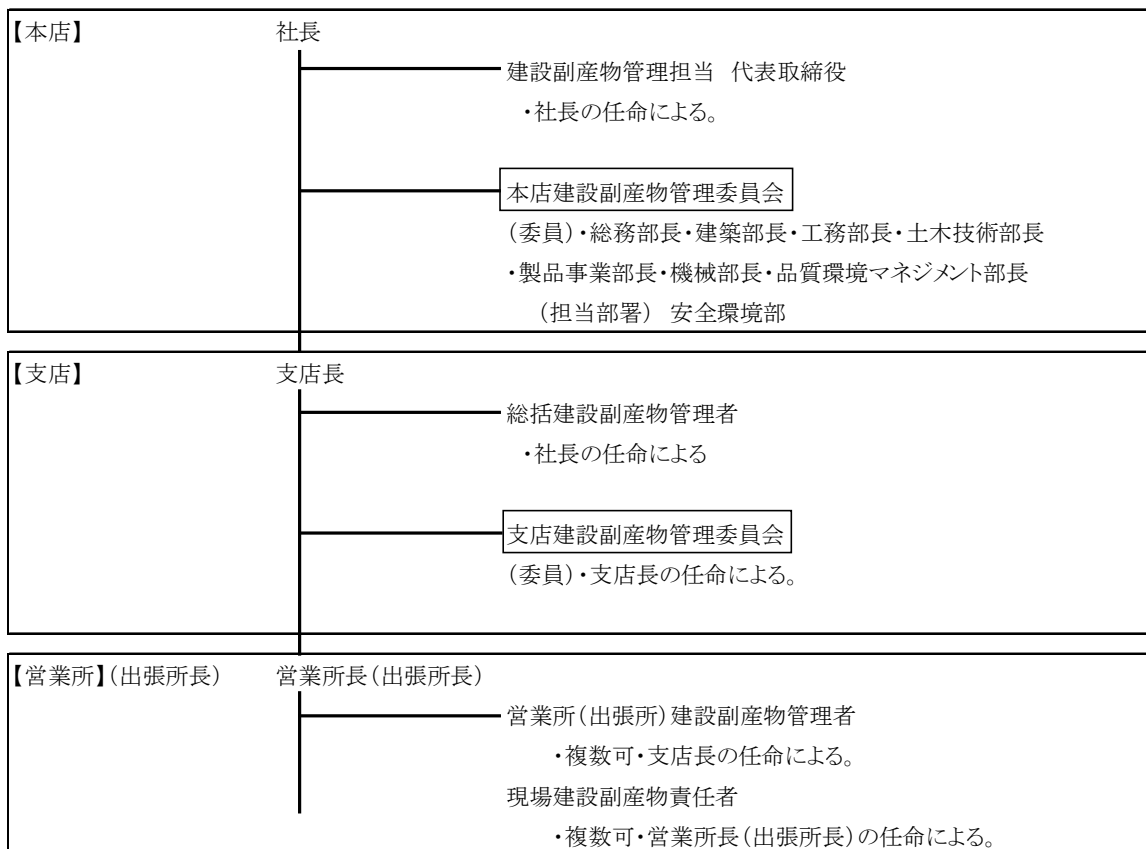 【本店】 社長
建設副産物管理担当 代表取締役
・社長の任命による。
本店建設副産物管理委員会
(委員)・総務部長・建築部長・工務部長・土木技術部長
・製品事業部長・機械部長・品質環境マネジメント部長
(担当部署) 安全環境部
【支店】 支店長
総括建設副産物管理者
・社長の任命による
支店建設副産物管理委員会
(委員)・支店長の任命による。
【営業所】(出張所長) 営業所長(出張所長)
営業所(出張所)建設副産物管理者
・複数可・支店長の任命による。
現場建設副産物責任者
・複数可・営業所長(出張所長)の任命による。